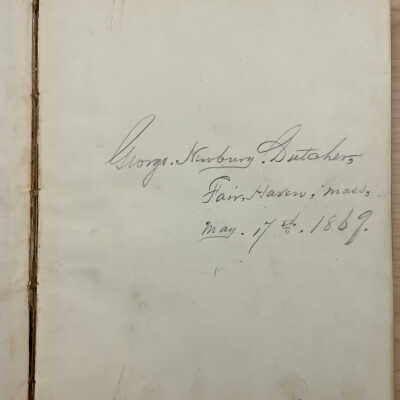 George. Newbury. Dutcher,
Fair, Haven, Mass.
May. 17th. 1869.